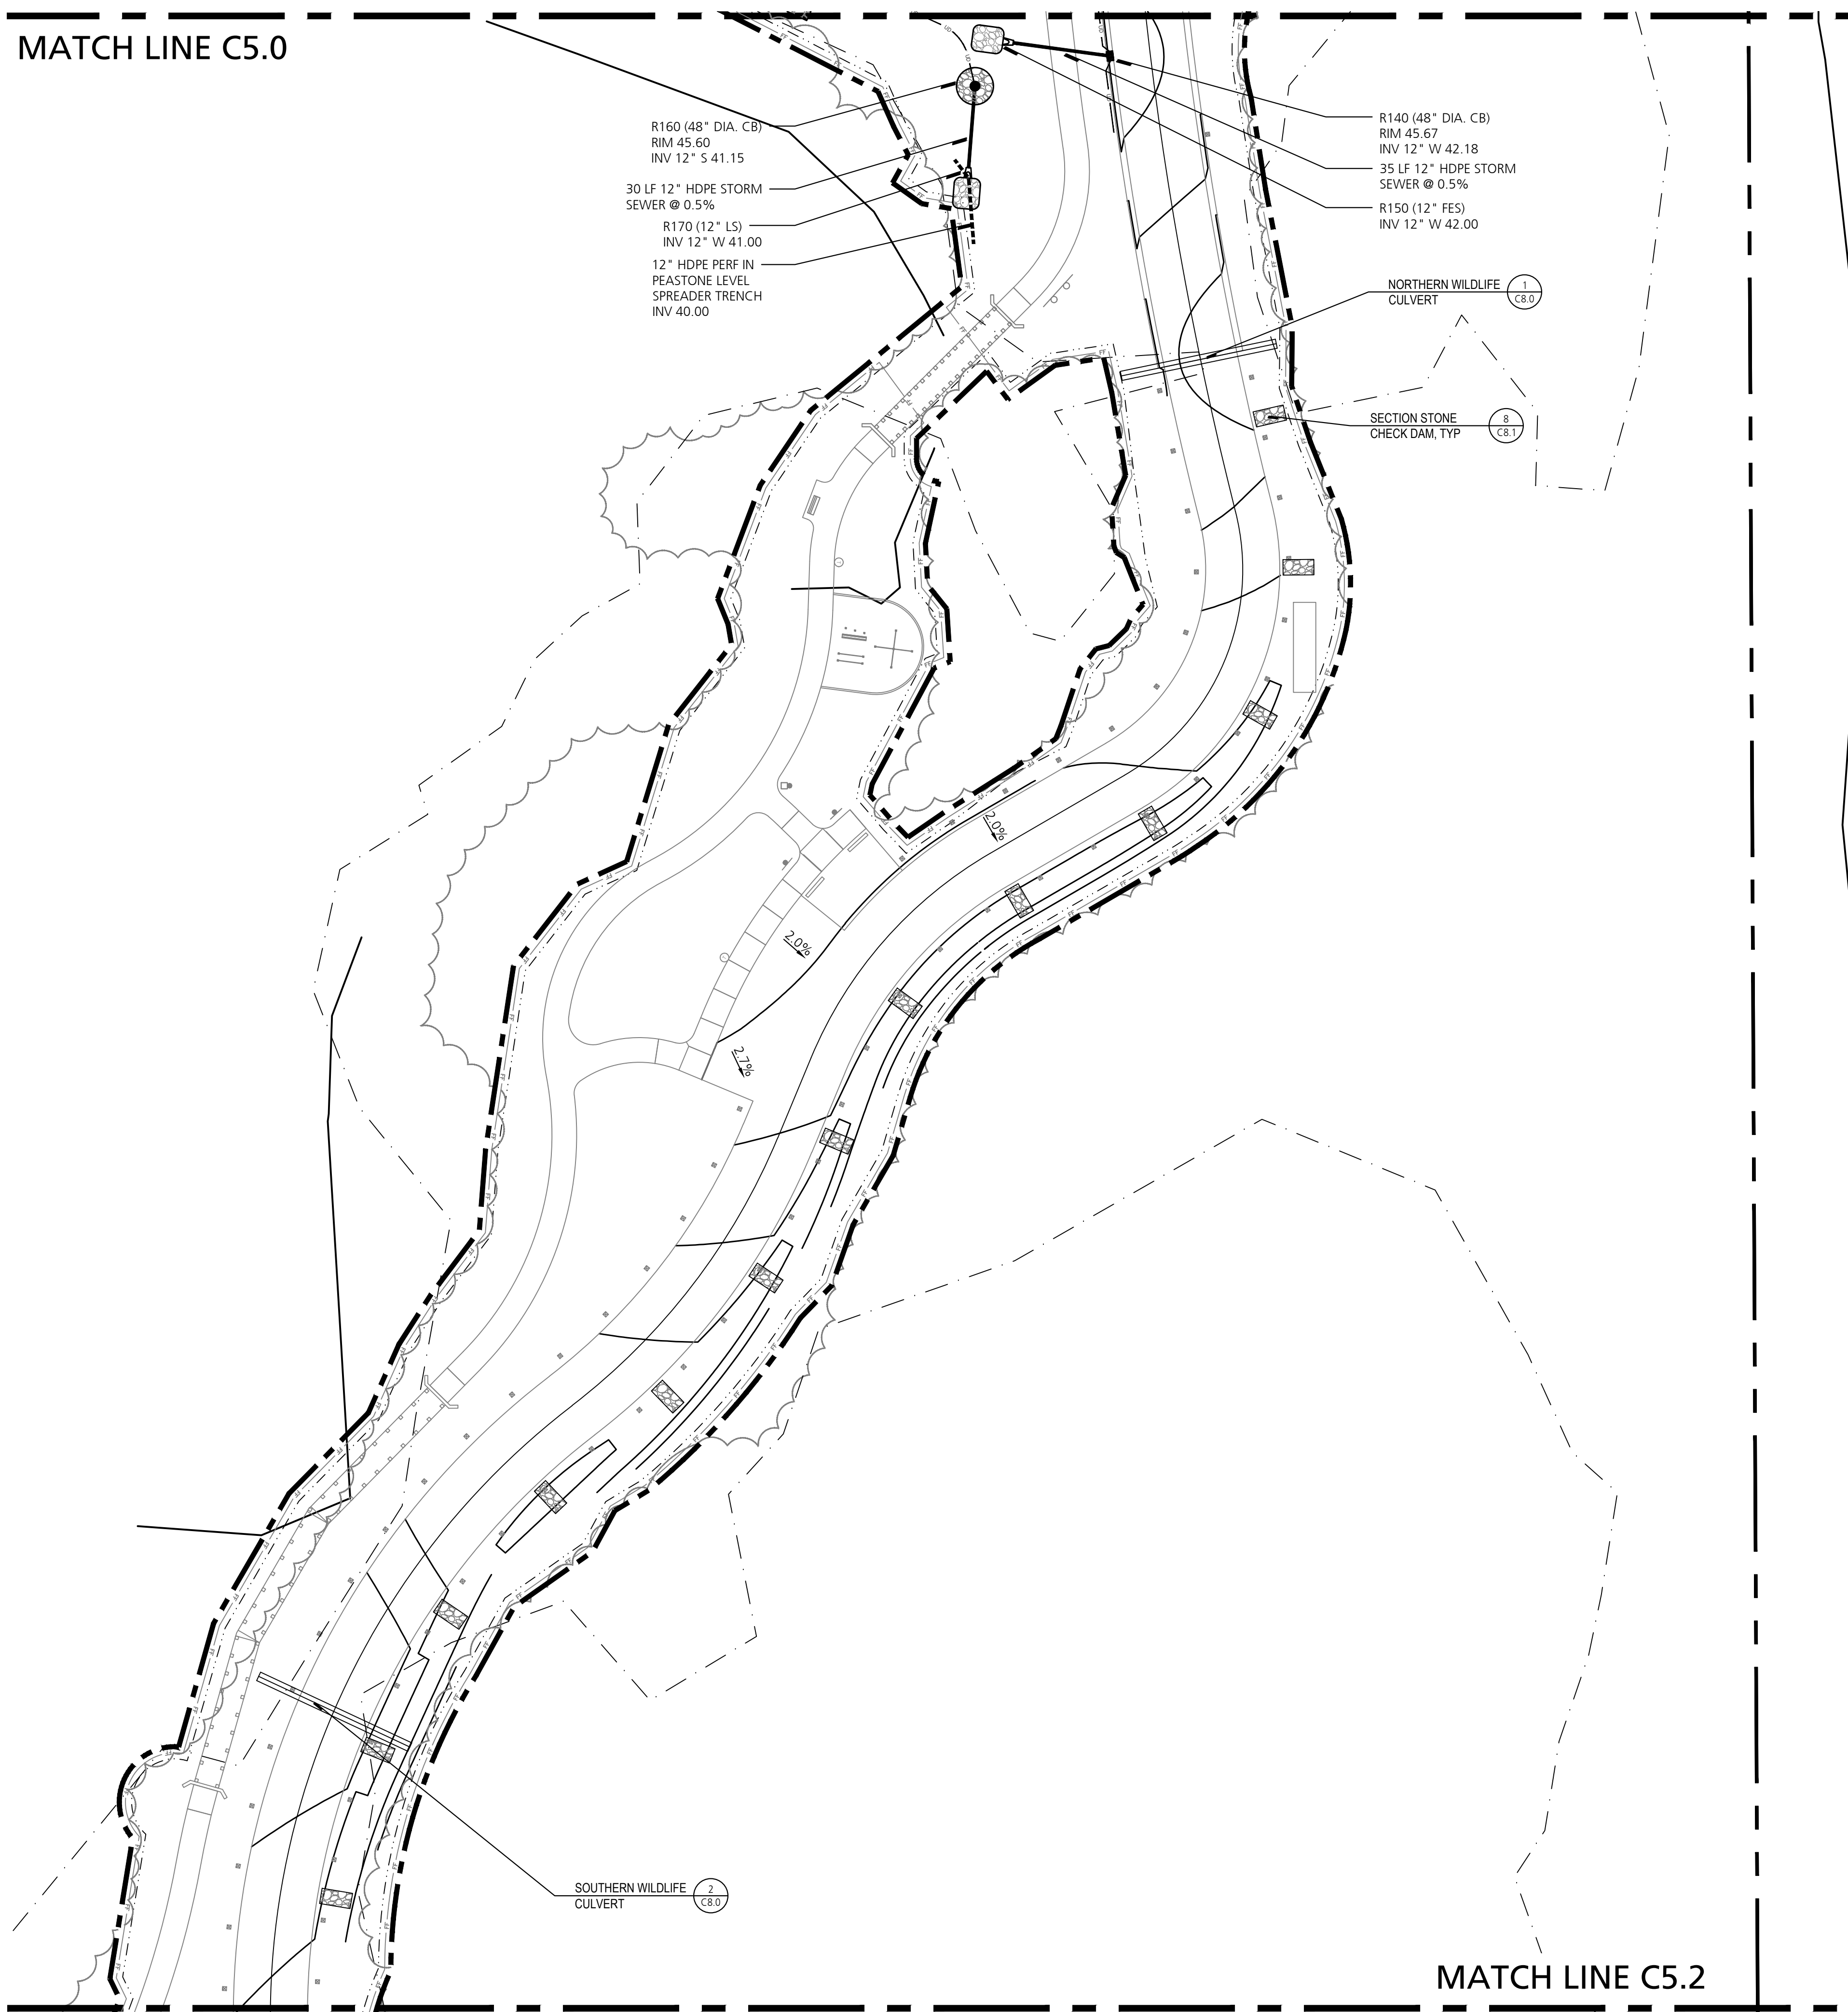 MATCH LINE C5.0
R160 (48" DIA. CB)
RIM 45.60
INV 12" S 41.15
30 LF 12" HDPE STORM
SEWER @ 0.5%
R170 (12" LS)
INV 12" W 41.00
12" HDPE PERF IN
PEASTONE LEVEL
SPREADER TRENCH
INV 40.00
R140 (48" DIA. CB)
RIM 45.67
INV 12" W 42.18
35 LF 12" HDPE STORM
SEWER @ 0.5%
R150 (12" FES)
INV 12" W 42.00
NORTHERN WILDLIFE
CULVERT
1
C8.0
SECTION STONE
CHECK DAM, TYP
8
C8.1
2.0%
2.0%
2.7%
SOUTHERN WILDLIFE
CULVERT
2
C8.0
MATCH LINE C5.2